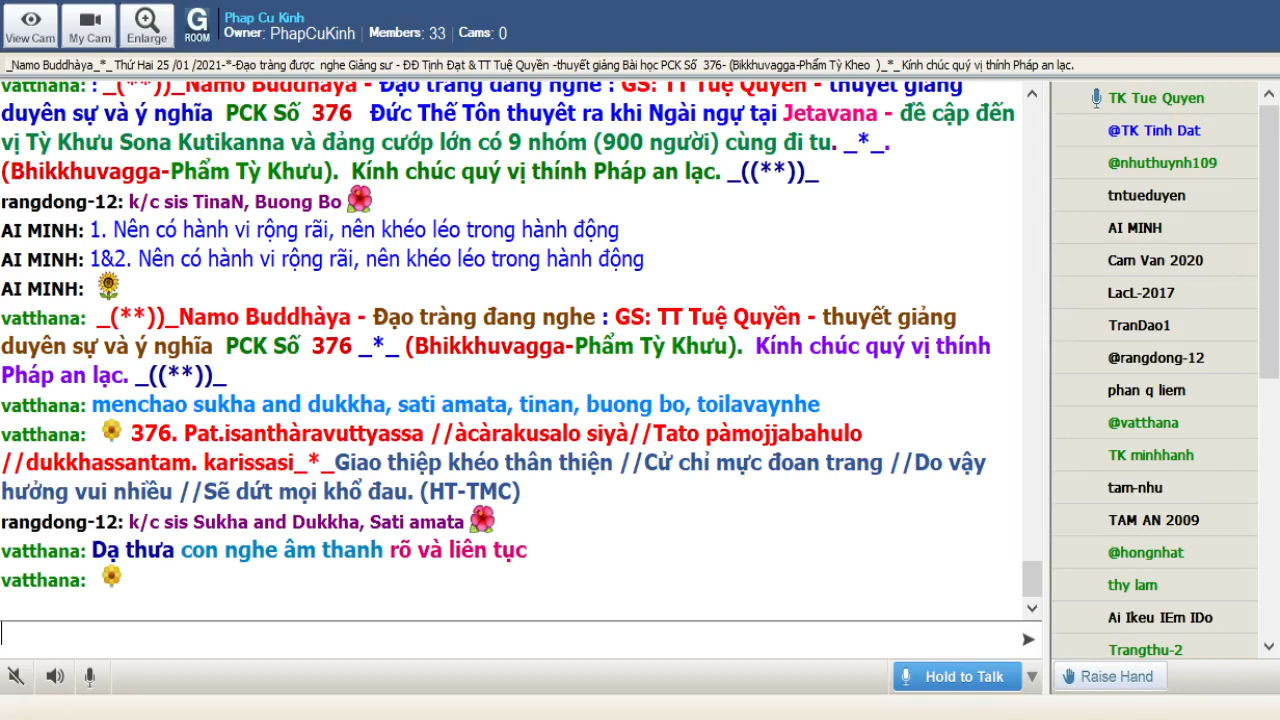 View Cam
My Cam
Enlarge
G
ROOM
Phap Cu Kinh
Owner: PhapCuKinh | Members: 33 | Cams: 0
_Namo Buddhàya_*_ Thứ Hai 25 /01 /2021-*-Đạo tràng được nghe Giảng sư - ĐĐ Tịnh Đạt & TT Tuệ Quyền -thuyết giảng Bài học PCK Số 376- (Bikkhuvagga-Phẩm Tỳ Kheo )_*_ Kính chúc quý vị thính Pháp an lạc.
vatthana: : _(**))_Namo Buddhàya - Đạo tràng đang nghe : GS: TT Tuệ Quyền - thuyết giảng
duyên sự và ý nghĩa PCK Số 376 Đức Thế Tôn thuyêt ra khi Ngài ngự tại Jetavana - đề cập đến
vị Tỳ Khưu Sona Kutikanna và đảng cướp lớn có 9 nhóm (900 người) cùng đi tu. _*_.
(Bhikkhuvagga-Phẩm Tỳ Khưu). Kính chúc quý vị thính Pháp an lạc. _((**))_
rangdong-12: k/c sis TinaN, Buong Bo
AI MINH: 1. Nên có hành vi rộng rãi, nên khéo léo trong hành động
AI MINH: 1&2. Nên có hành vi rộng rãi, nên khéo léo trong hành động
AI MINH:
vatthana: _(**))_Namo Buddhàya - Đạo tràng đang nghe : GS: TT Tuệ Quyền - thuyết giảng
duyên sự và ý nghĩa PCK Số 376 _*_ (Bhikkhuvagga-Phẩm Tỳ Khưu). Kính chúc quý vị thính
Pháp an lạc. _((**))_
vatthana: menchao sukha and dukkha, sati amata, tinan, buong bo, toilavaynhe
vatthana: 376. Pat.isanthàravuttyassa //àcàrakusalo siyà//Tato pàmojjabahulo
//dukkhassantam. karissasi_*_Giao thiệp khéo thân thiện //Cử chỉ mực đoan trang //Do vậy
hưởng vui nhiều //Sẽ dứt mọi khổ đau. (HT-TMC)
rangdong-12: k/c sis Sukha and Dukkha, Sati amata
vatthana: Dạ thưa con nghe âm thanh rõ và liên tục
vatthana:
Hold to Talk
TK Tue Quyen
@TK Tinh Dat
@nhuthuynh109
tntueduyen
AI MINH
Cam Van 2020
LacL-2017
TranDao1
@rangdong-12
phan q liem
@vatthana
TK minhhanh
tam-nhu
TAM AN 2009
@hongnhat
thy lam
Ai Ikeu IEm IDo
Trangthu-2
Raise Hand